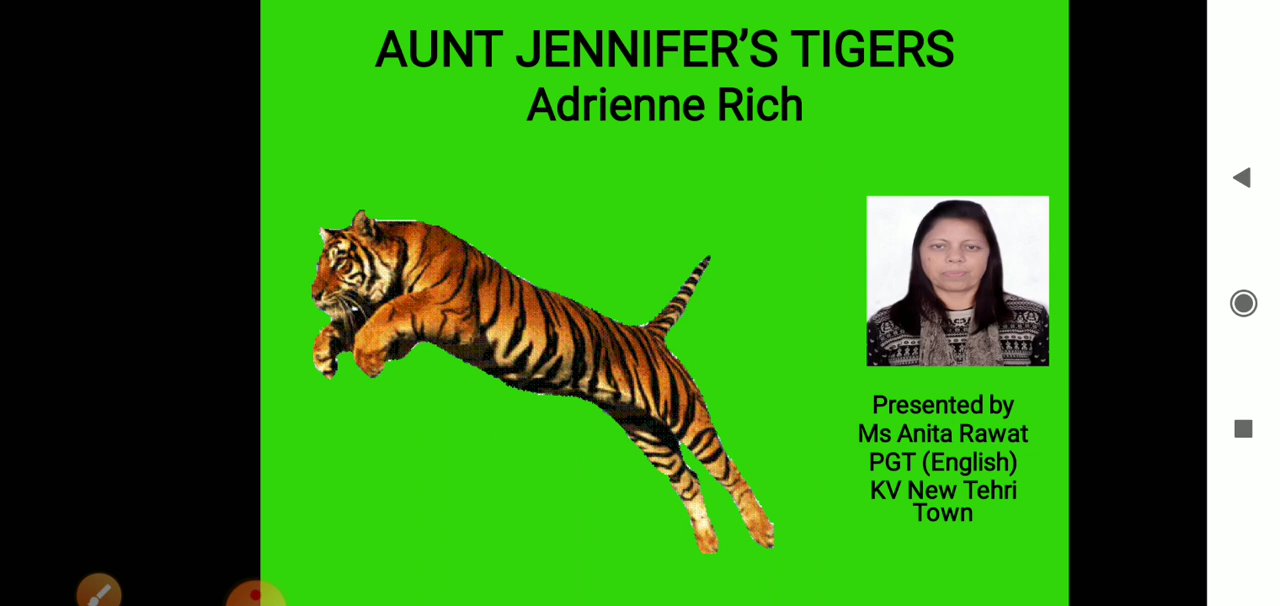 AUNT JENNIFER’S TIGERS
Adrienne Rich
Presented by
Ms Anita Rawat
PGT (English)
KV New Tehri
Town